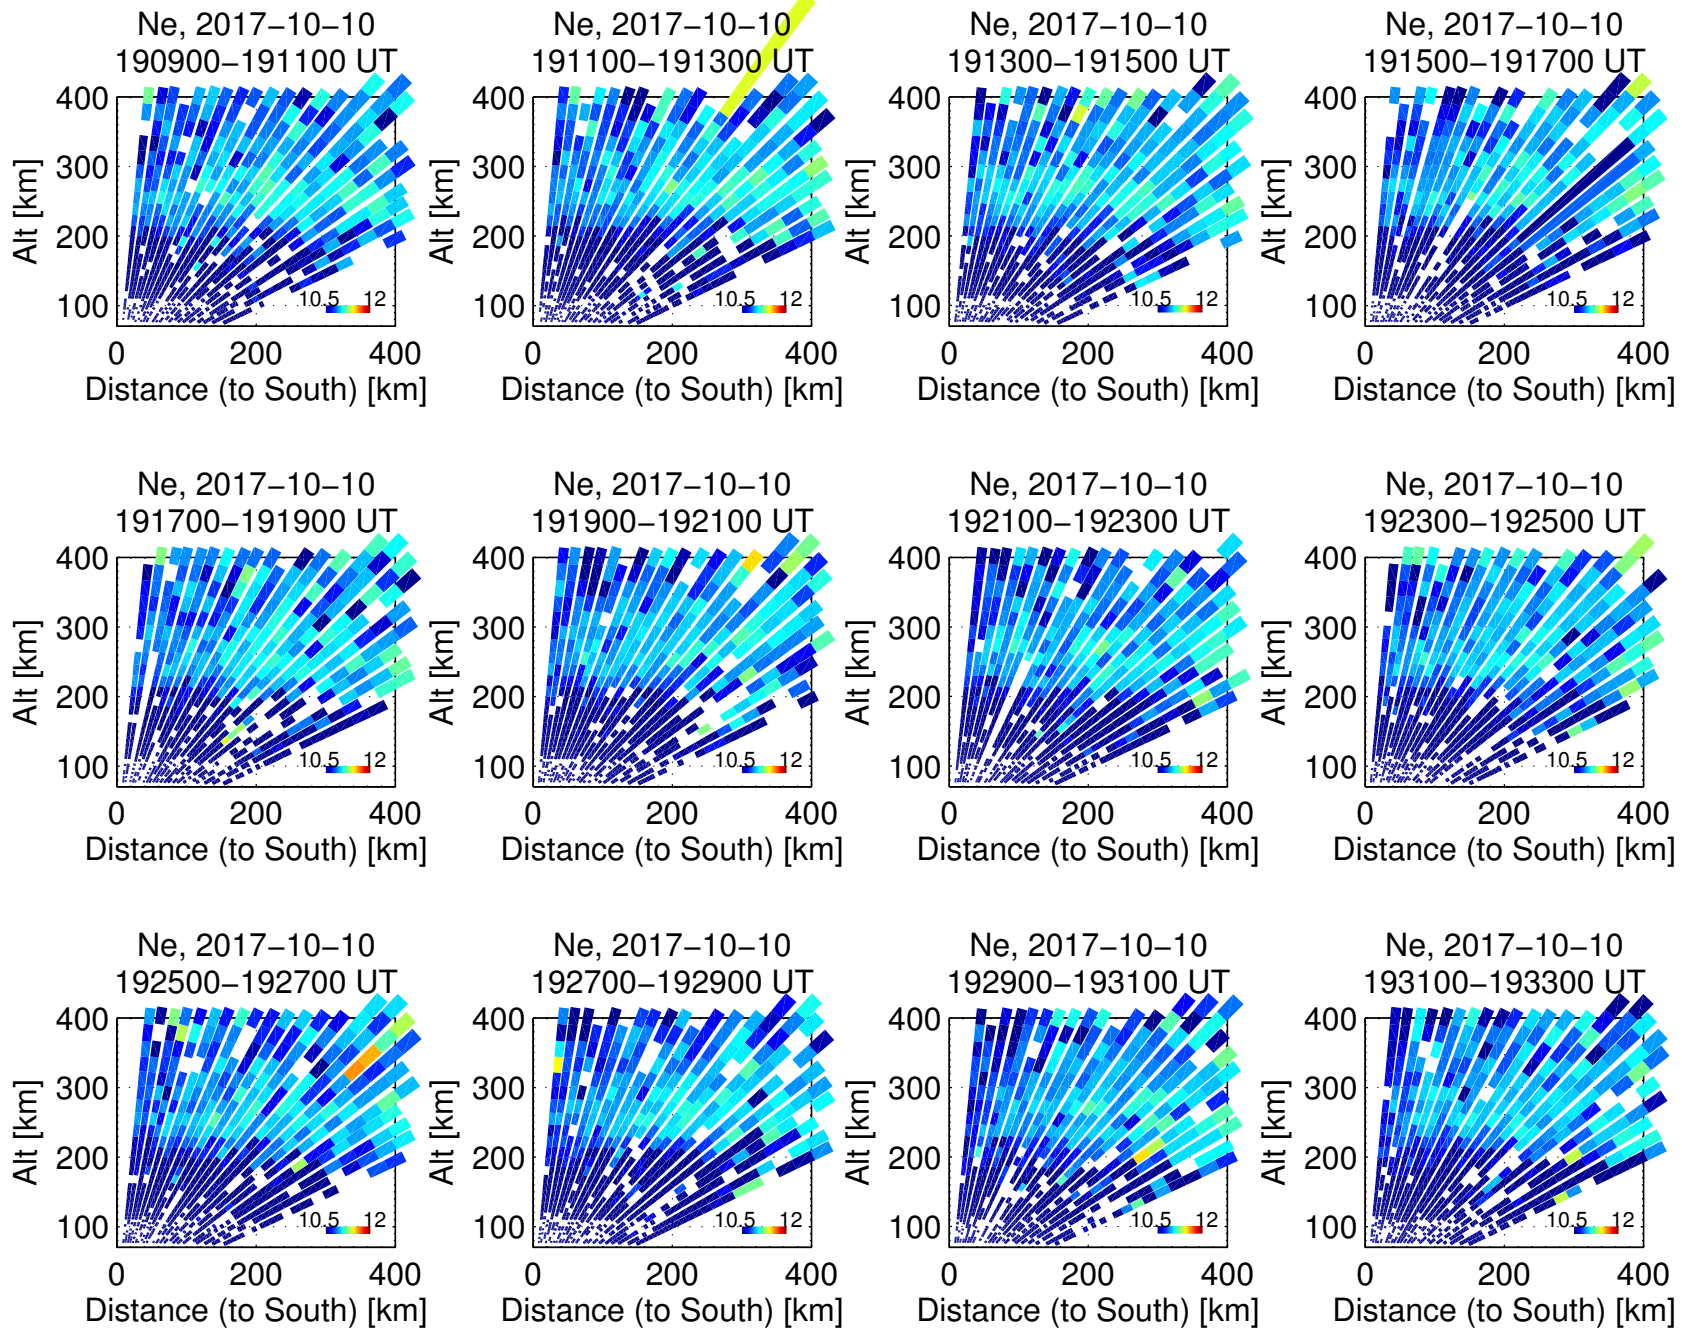 Ne, 2017−10−10
190900−191100 UT
Alt [km]
400
300
200
100
10.5 12
0 200 400
Distance (to South) [km]
Ne, 2017−10−10
191100−191300 UT
Alt [km]
400
300
200
100
10.5 12
0 200 400
Distance (to South) [km]
Ne, 2017−10−10
191300−191500 UT
Alt [km]
400
300
200
100
10.5 12
0 200 400
Distance (to South) [km]
Ne, 2017−10−10
191500−191700 UT
Alt [km]
400
300
200
100
10.5 12
0 200 400
Distance (to South) [km]
Ne, 2017−10−10
191700−191900 UT
Alt [km]
400
300
200
100
10.5 12
0 200 400
Distance (to South) [km]
Ne, 2017−10−10
191900−192100 UT
Alt [km]
400
300
200
100
10.5 12
0 200 400
Distance (to South) [km]
Ne, 2017−10−10
192100−192300 UT
Alt [km]
400
300
200
100
10.5 12
0 200 400
Distance (to South) [km]
Ne, 2017−10−10
192300−192500 UT
Alt [km]
400
300
200
100
10.5 12
0 200 400
Distance (to South) [km]
Ne, 2017−10−10
192500−192700 UT
Alt [km]
400
300
200
100
10.5 12
0 200 400
Distance (to South) [km]
Ne, 2017−10−10
192700−192900 UT
Alt [km]
400
300
200
100
10.5 12
0 200 400
Distance (to South) [km]
Ne, 2017−10−10
192900−193100 UT
Alt [km]
400
300
200
100
10.5 12
0 200 400
Distance (to South) [km]
Ne, 2017−10−10
193100−193300 UT
Alt [km]
400
300
200
100
10.5 12
0 200 400
Distance (to South) [km]